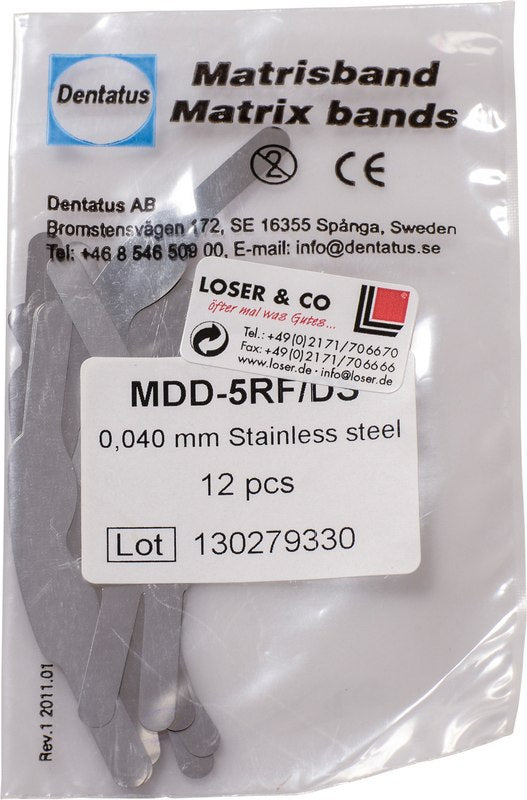 Dentatus
Matrisband
Matrix bands
2
CE
Dentatus AB
Bromstensvägen 172, SE 16355 Spånga, Sweden
Tel: +46 8 546 509 00, E-mail: info@dentatus.se
LOSER & CO
öfter mal was Gutes...
Tel.: +49(0)2171/706670
Fax: +49(0)2171/706666
www.loser.de · info@loser.de
MDD-5RF/DS
0,040 mm Stainless steel
12 pcs
Lot 130279330
Rev.1 2011.01